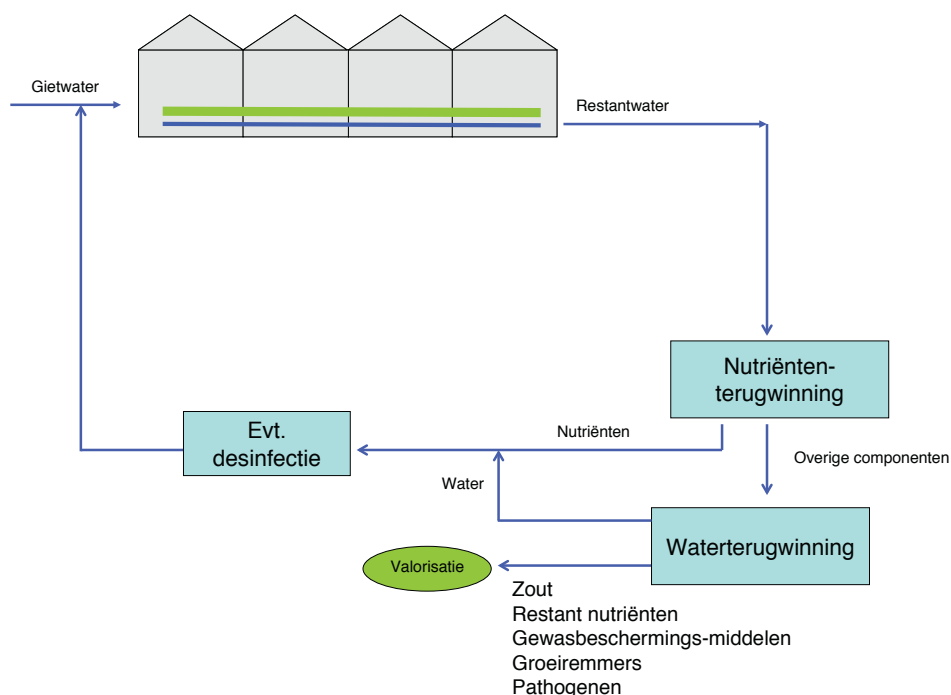 Gietwater
Restantwater
Nutriënten-
terugwinning
Evt.
desinfectie
Nutriënten
Overige componenten
Water
Waterterugwinning
Valorisatie
Zout
Restant nutriënten
Gewasbeschermings-middelen
Groeiremmers
Pathogenen